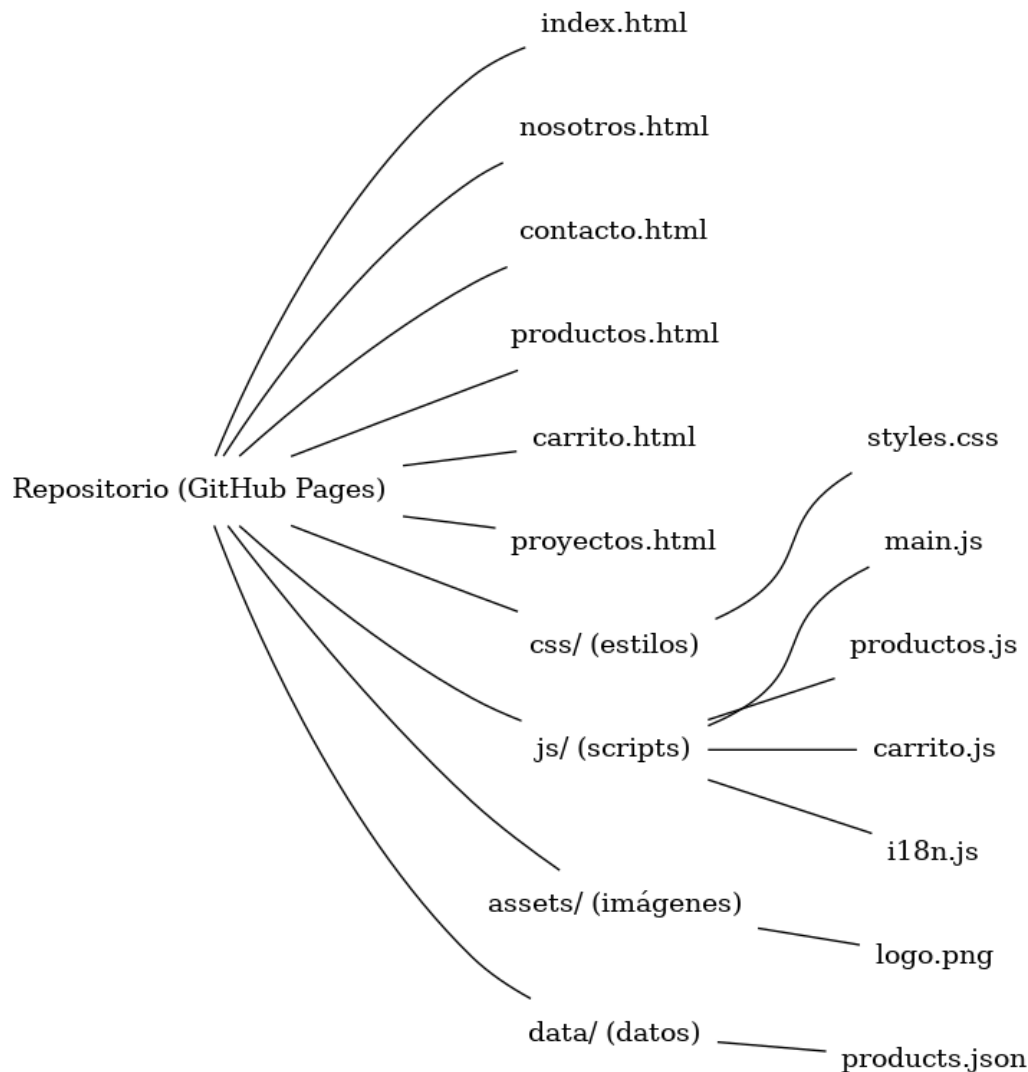 index.html
nosotros.html
contacto.html
productos.html
carrito.html
styles.css
Repositorio (GitHub Pages)
proyectos.html
main.js
css/ (estilos)
productos.js
js/ (scripts)
carrito.js
i18n.js
assets/ (imágenes)
logo.png
data/ (datos)
products.json